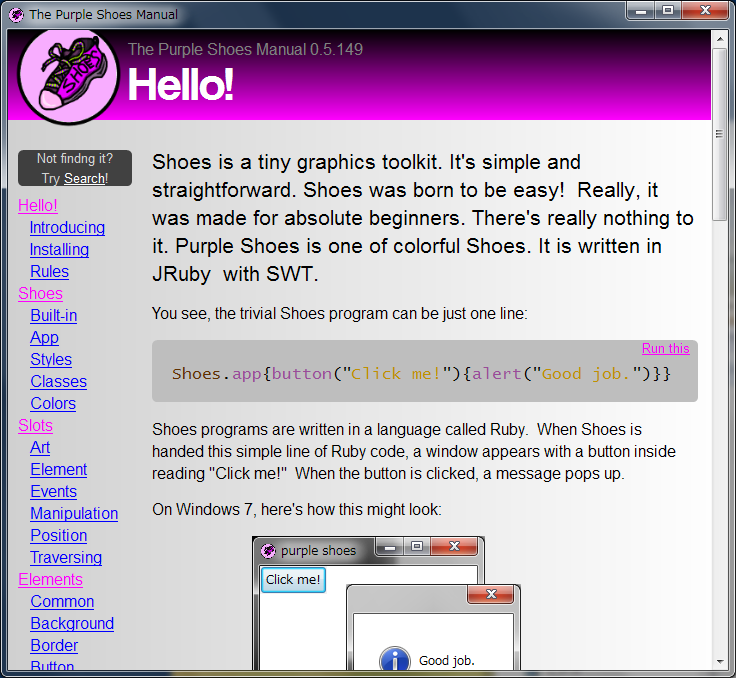 The Purple Shoes Manual
SHOES
The Purple Shoes Manual 0.5.149
Hello!
Not findng it?
Try Search!
Hello!
Introducing
Installing
Rules
Shoes
Built-in
App
Styles
Classes
Colors
Slots
Art
Element
Events
Manipulation
Position
Traversing
Elements
Common
Background
Border
Button
Shoes is a tiny graphics toolkit. It's simple and
straightforward. Shoes was born to be easy!  Really, it
was made for absolute beginners. There's really nothing to
it. Purple Shoes is one of colorful Shoes. It is written in
JRuby  with SWT.
You see, the trivial Shoes program can be just one line:
Run this
Shoes.app{button("Click me!"){alert("Good job.")}}
Shoes programs are written in a language called Ruby.  When Shoes is
handed this simple line of Ruby code, a window appears with a button inside
reading "Click me!"  When the button is clicked, a message pops up.
On Windows 7, here's how this might look:
purple shoes
Click me!
Good job.